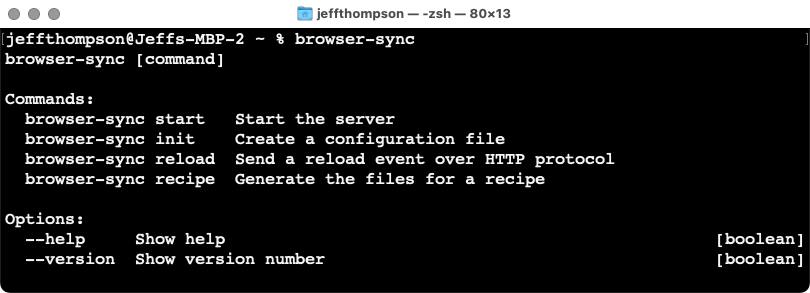 jeffthompson — -zsh — 80×13
[jeffthompson@Jeffs-MBP-2 ~ % browser-sync ]
browser-sync [command]

Commands:
  browser-sync start   Start the server
  browser-sync init    Create a configuration file
  browser-sync reload  Send a reload event over HTTP protocol
  browser-sync recipe  Generate the files for a recipe

Options:
  --help     Show help                                                 [boolean]
  --version  Show version number                                       [boolean]